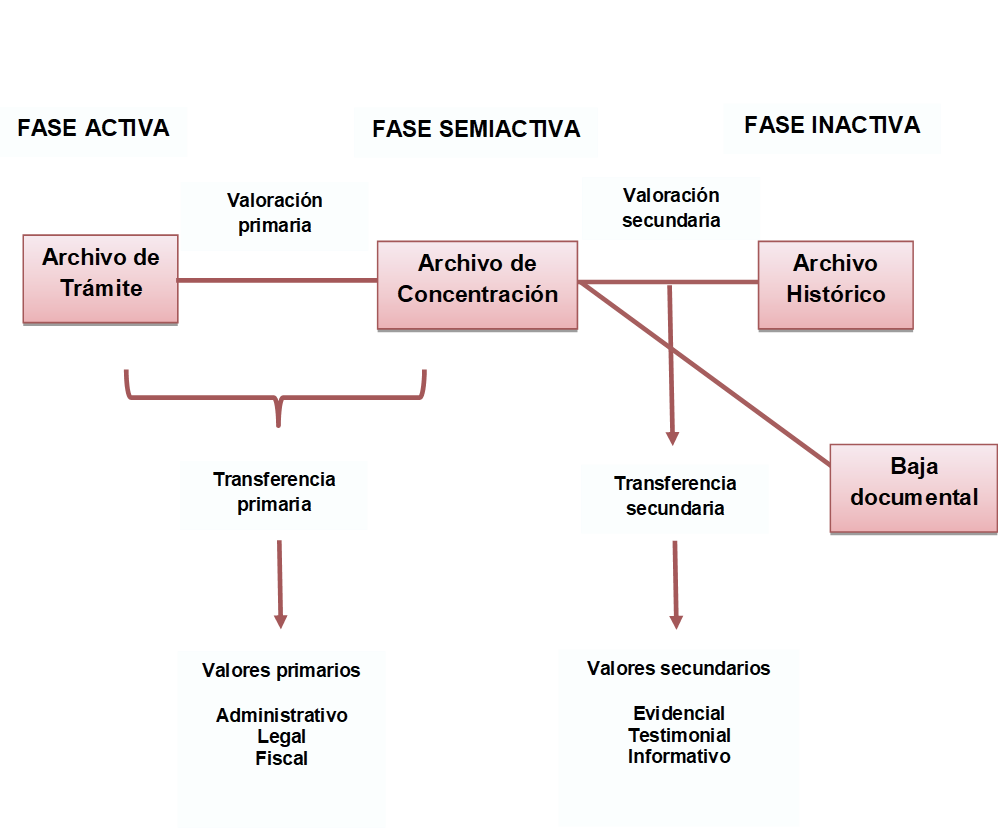 FASE ACTIVA
FASE SEMIACTIVA
FASE INACTIVA
Valoración
primaria
Valoración
secundaria
Archivo de
Trámite
Archivo de
Concentración
Archivo
Histórico
Baja
documental
Transferencia
primaria
Transferencia
secundaria
Valores primarios
Administrativo
Legal
Fiscal
Valores secundarios
Evidencial
Testimonial
Informativo